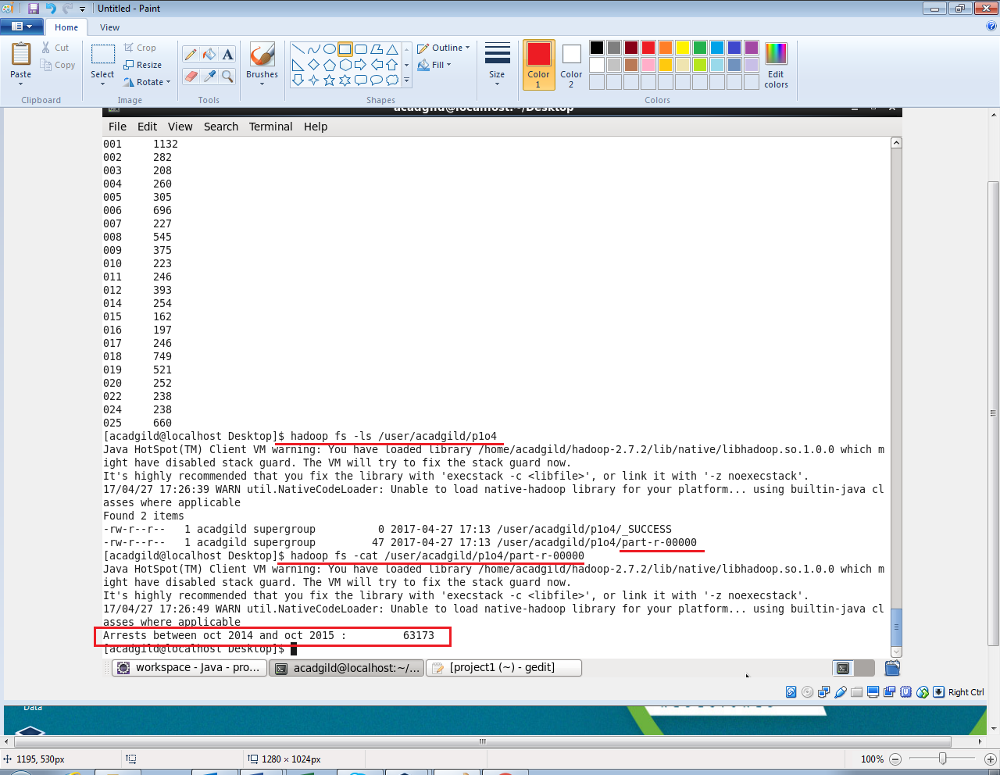 Untitled - Paint
Home
View
Paste
Cut
Copy
Clipboard
Select
Crop
Resize
Rotate
Image
Tools
Brushes
Shapes
Outline
Fill
Size
Color 1
Color 2
Edit colors
Colors
acadgild@localhost:~/Desktop
File Edit View Search Terminal Help
001 1132
002 282
003 208
004 260
005 305
006 696
007 227
008 545
009 375
010 223
011 246
012 393
014 254
015 162
016 197
017 246
018 749
019 521
020 252
022 238
024 238
025 660
[acadgild@localhost Desktop]$ hadoop fs -ls /user/acadgild/p1o4
Java HotSpot(TM) Client VM warning: You have loaded library /home/acadgild/hadoop-2.7.2/lib/native/libhadoop.so.1.0.0 which m
ight have disabled stack guard. The VM will try to fix the stack guard now.
It's highly recommended that you fix the library with 'execstack -c <libfile>', or link it with '-z noexecstack'.
17/04/27 17:26:39 WARN util.NativeCodeLoader: Unable to load native-hadoop library for your platform... using builtin-java cl
asses where applicable
Found 2 items
-rw-r--r-- 1 acadgild supergroup 0 2017-04-27 17:13 /user/acadgild/p1o4/_SUCCESS
-rw-r--r-- 1 acadgild supergroup 47 2017-04-27 17:13 /user/acadgild/p1o4/part-r-00000
[acadgild@localhost Desktop]$ hadoop fs -cat /user/acadgild/p1o4/part-r-00000
Java HotSpot(TM) Client VM warning: You have loaded library /home/acadgild/hadoop-2.7.2/lib/native/libhadoop.so.1.0.0 which m
ight have disabled stack guard. The VM will try to fix the stack guard now.
It's highly recommended that you fix the library with 'execstack -c <libfile>', or link it with '-z noexecstack'.
17/04/27 17:26:49 WARN util.NativeCodeLoader: Unable to load native-hadoop library for your platform... using builtin-java cl
asses where applicable
Arrests between oct 2014 and oct 2015 : 63173
[acadgild@localhost Desktop]$
workspace - Java - pro...
acadgild@localhost:~/...
[project1 (~) - gedit]
Right Ctrl
Data
1195, 530px
1280 × 1024px
100%